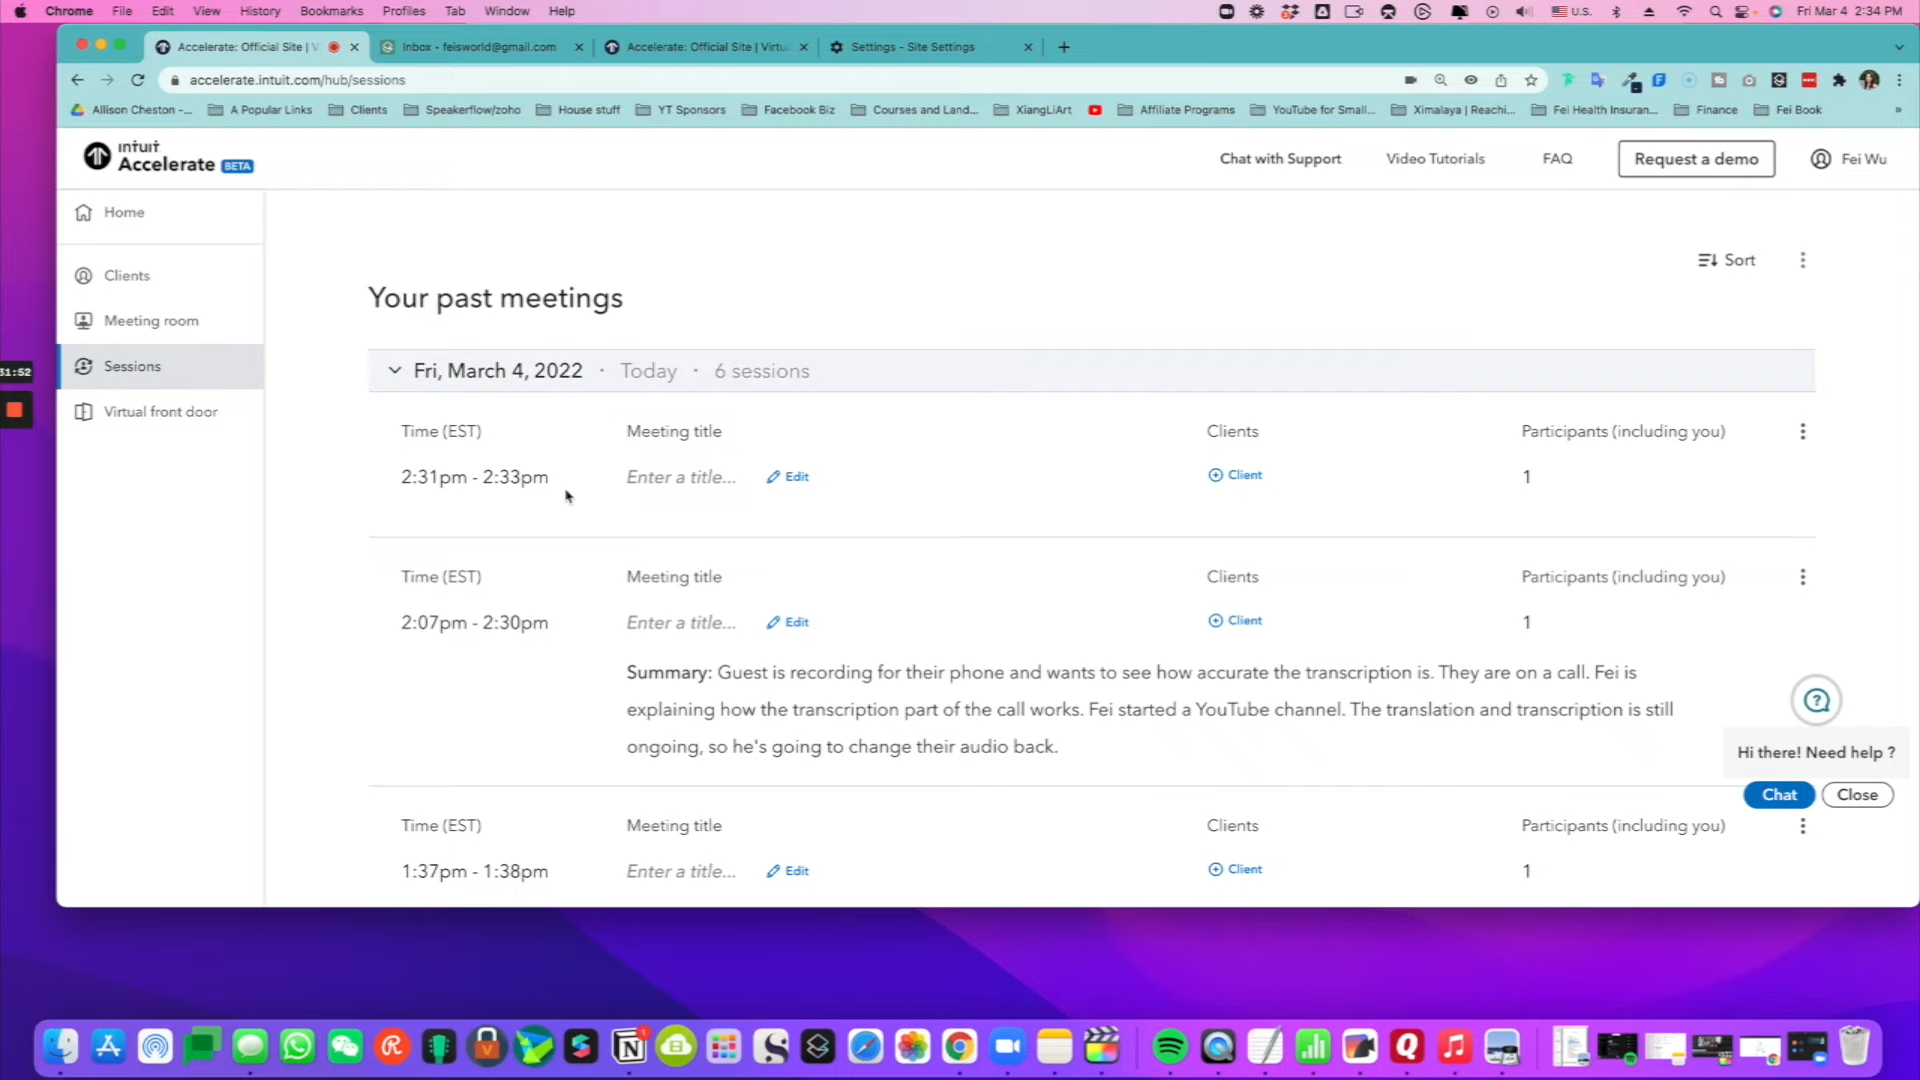 Chrome File Edit View History Bookmarks Profiles Tab Window Help U.S. Fri Mar 4 2:34 PM
Accelerate: Official Site | V Inbox - feisworld@gmail.com Accelerate: Official Site | Virtu Settings - Site Settings
accelerate.intuit.com/hub/sessions
Allison Cheston -... A Popular Links Clients Speakerflow/zoho House stuff YT Sponsors Facebook Biz Courses and Land... XiangLiArt Affiliate Programs YouTube for Small... Ximalaya | Reachi... Fei Health Insuran... Finance Fei Book »
intuit
Accelerate BETA
Chat with Support Video Tutorials FAQ Request a demo Fei Wu
Home
Clients
Meeting room
Sessions
Virtual front door
31:52
Sort
Your past meetings
Fri, March 4, 2022 · Today · 6 sessions
Time (EST) Meeting title Clients Participants (including you)
2:31pm - 2:33pm Enter a title... Edit Client 1
Time (EST) Meeting title Clients Participants (including you)
2:07pm - 2:30pm Enter a title... Edit Client 1
Summary: Guest is recording for their phone and wants to see how accurate the transcription is. They are on a call. Fei is
explaining how the transcription part of the call works. Fei started a YouTube channel. The translation and transcription is still
ongoing, so he's going to change their audio back.
Hi there! Need help ?
Chat Close
Time (EST) Meeting title Clients Participants (including you)
1:37pm - 1:38pm Enter a title... Edit Client 1